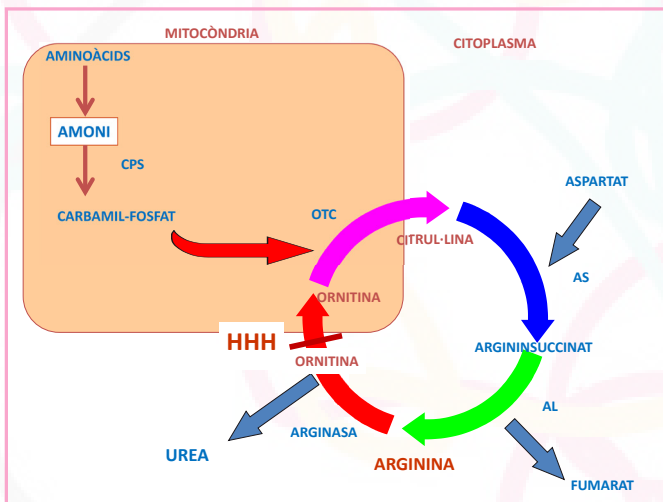 MITOCÒNDRIA
CITOPLASMA
AMINOÀCIDS
AMONI
CPS
CARBAMIL-FOSFAT
OTC
ASPARTAT
CITRUL·LINA
AS
ORNITINA
HHH
ARGININSUCCINAT
ORNITINA
AL
ARGINASA
UREA
ARGININA
FUMARAT